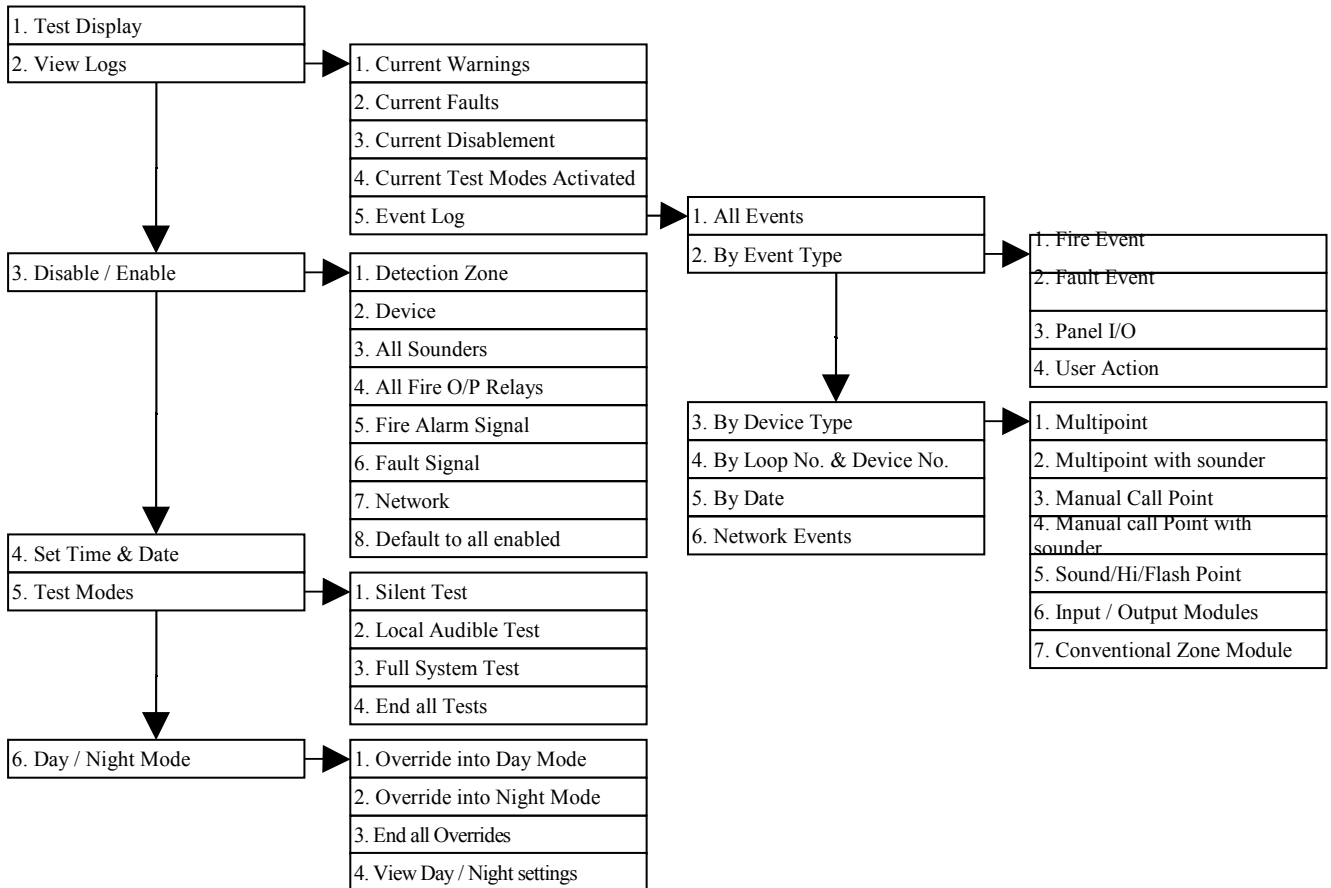 1. Test Display
2. View Logs
1. Current Warnings
2. Current Faults
3. Current Disablement
4. Current Test Modes Activated
5. Event Log
1. All Events
2. By Event Type
1. Fire Event
2. Fault Event
3. Panel I/O
4. User Action
3. By Device Type
4. By Loop No. & Device No.
5. By Date
6. Network Events
1. Multipoint
2. Multipoint with sounder
3. Manual Call Point
4. Manual call Point with
sounder
5. Sound/Hi/Flash Point
6. Input / Output Modules
7. Conventional Zone Module
3. Disable / Enable
1. Detection Zone
2. Device
3. All Sounders
4. All Fire O/P Relays
5. Fire Alarm Signal
6. Fault Signal
7. Network
8. Default to all enabled
4. Set Time & Date
5. Test Modes
1. Silent Test
2. Local Audible Test
3. Full System Test
4. End all Tests
6. Day / Night Mode
1. Override into Day Mode
2. Override into Night Mode
3. End all Overrides
4. View Day / Night settings